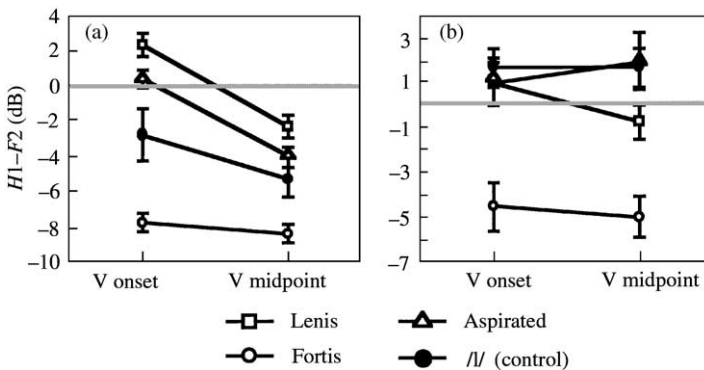 (a)
(b)
H1–F2 (dB)
4
2
0
–2
–4
–6
–8
–10
3
1
–1
–3
–5
–7
V onset V midpoint
V onset V midpoint
Lenis Aspirated
Fortis /l/ (control)